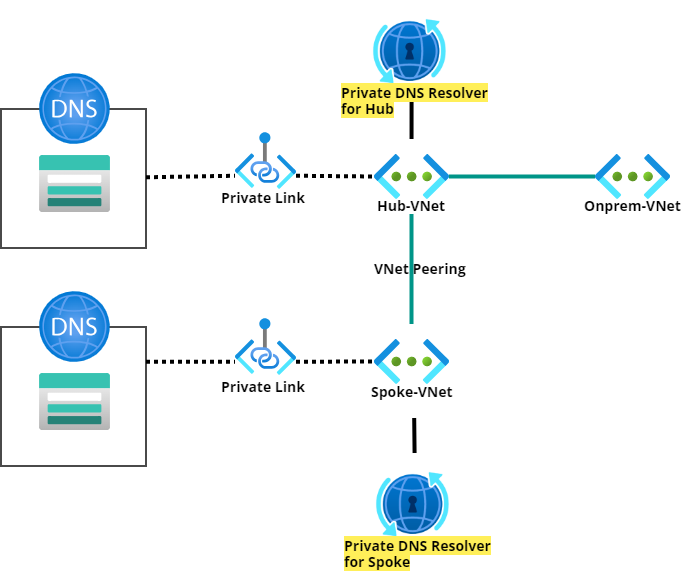 Private DNS Resolver
for Hub
DNS
Private Link
Hub-VNet
Onprem-VNet
VNet Peering
DNS
Private Link
Spoke-VNet
Private DNS Resolver
for Spoke